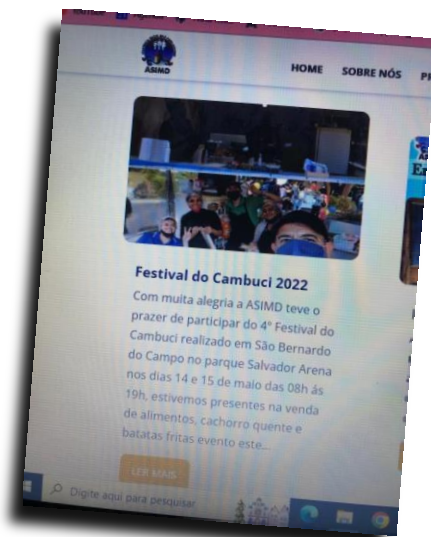 ASIMD
HOME SOBRE NÓS
Festival do Cambuci 2022
Com muita alegria a ASIMD teve o
prazer de participar do 4º Festival do
Cambuci realizado em São Bernardo
do Campo no parque Salvador Arena
nos dias 14 e 15 de maio das 08h ás
19h, estivemos presentes na venda
de alimentos, cachorro quente e
batatas fritas evento este...
LER MAIS
Digite aqui para pesquisar